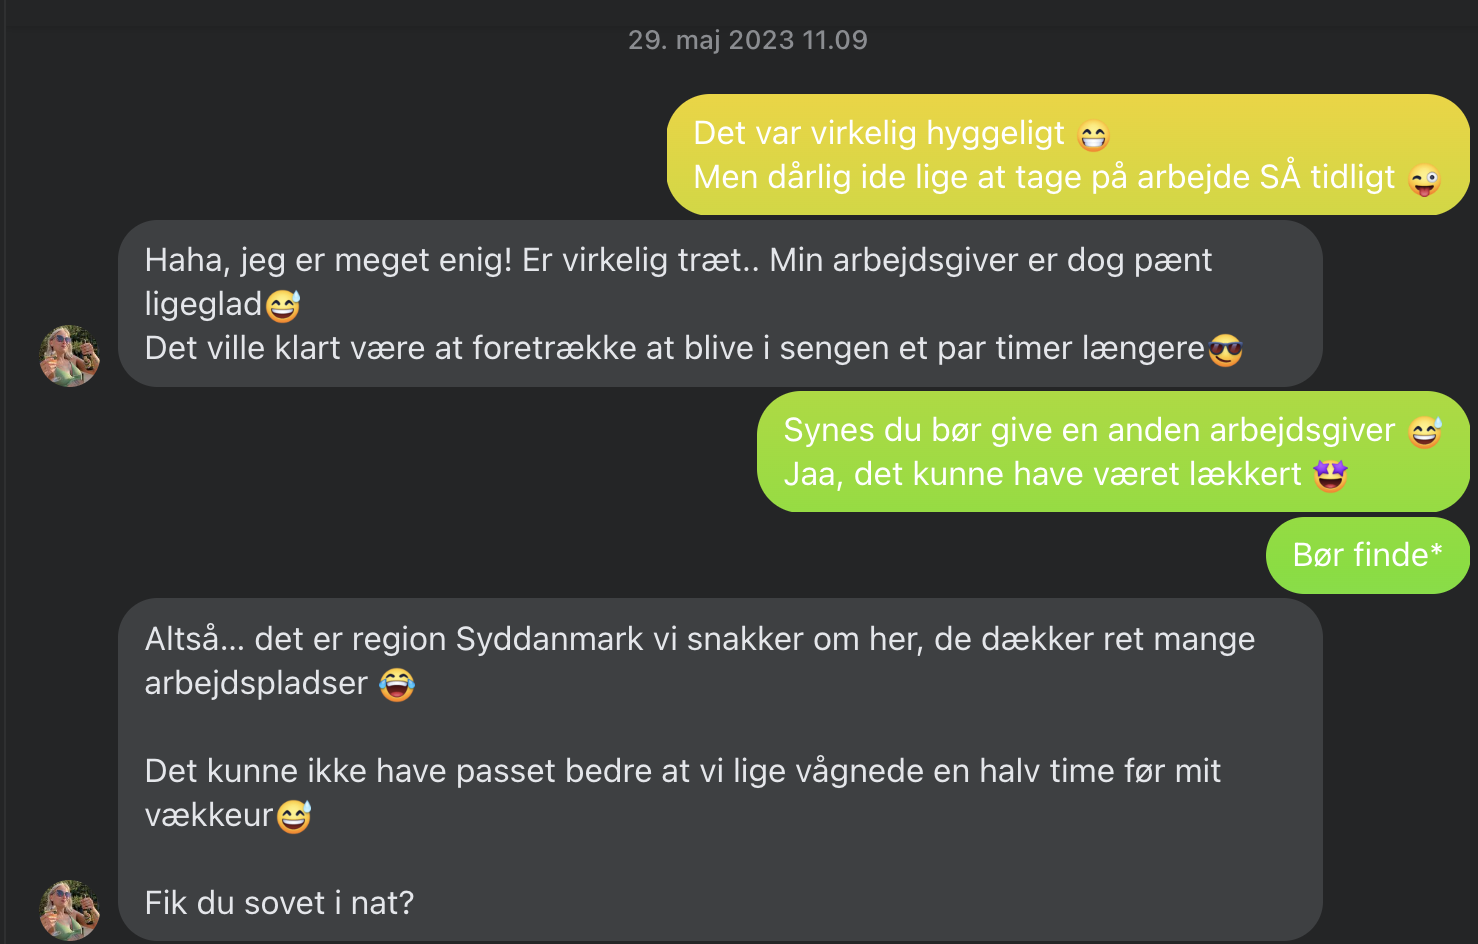 29. maj 2023 11.09
Det var virkelig hyggeligt 😁
Men dårlig ide lige at tage på arbejde SÅ tidligt 😜
Haha, jeg er meget enig! Er virkelig træt.. Min arbejdsgiver er dog pænt
ligeglad😅
Det ville klart være at foretrække at blive i sengen et par timer længere😎
Synes du bør give en anden arbejdsgiver 😅
Jaa, det kunne have været lækkert 🤩
Bør finde*
Altså... det er region Syddanmark vi snakker om her, de dækker ret mange
arbejdspladser 😂
Det kunne ikke have passet bedre at vi lige vågnede en halv time før mit
vækkeur😅
Fik du sovet i nat?